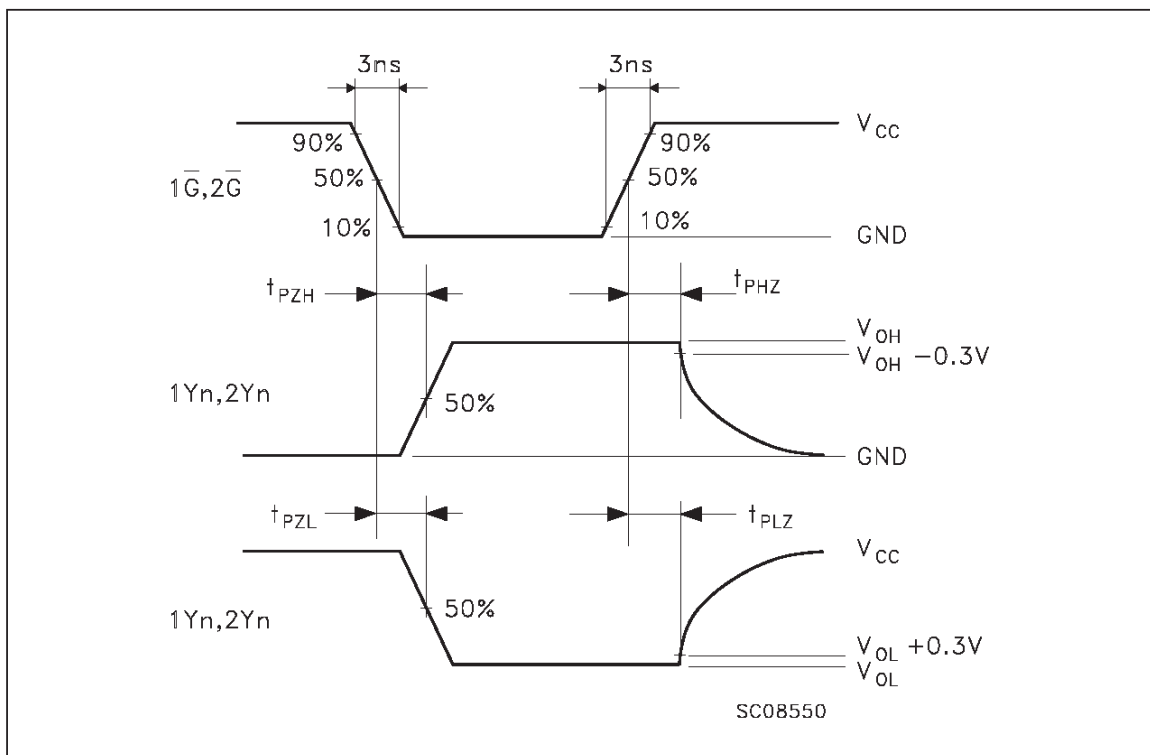 3ns 3ns
V_CC
90% 90%
1G̅,2G̅ 50% 50%
10% 10%
GND
t_PZH t_PHZ
V_OH
V_OH −0.3V
1Yn,2Yn 50%
GND
t_PZL t_PLZ
V_CC
1Yn,2Yn 50%
V_OL +0.3V
V_OL
SC08550